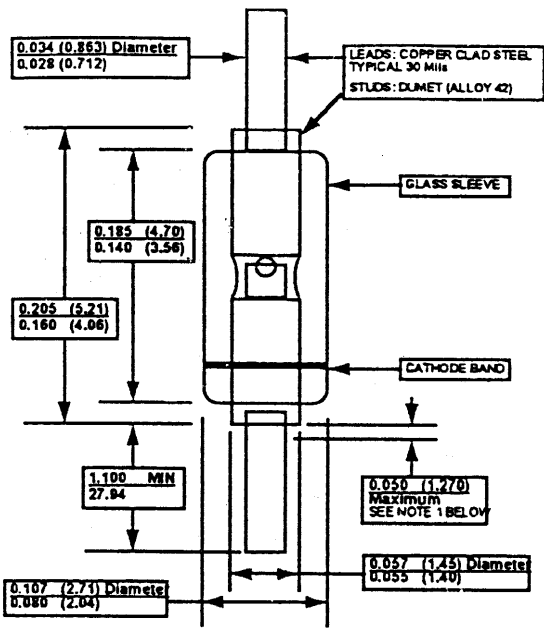 0.034 (0.863) Diameter
0.028 (0.712)
LEADS: COPPER CLAD STEEL
TYPICAL 30 Mils
STUDS: DUMET (ALLOY 42)
GLASS SLEEVE
0.185 (4.70)
0.140 (3.56)
0.205 (5.21)
0.160 (4.06)
CATHODE BAND
1.100 MIN
27.94
0.050 (1.270)
Maximum
SEE NOTE 1 BELOW
0.057 (1.45) Diameter
0.055 (1.40)
0.107 (2.71) Diameter
0.080 (2.04)